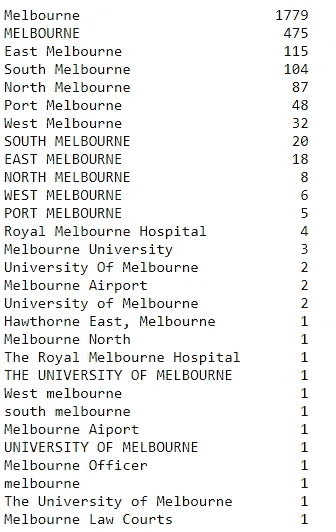 Melbourne 1779
MELBOURNE 475
East Melbourne 115
South Melbourne 104
North Melbourne 87
Port Melbourne 48
West Melbourne 32
SOUTH MELBOURNE 20
EAST MELBOURNE 18
NORTH MELBOURNE 8
WEST MELBOURNE 6
PORT MELBOURNE 5
Royal Melbourne Hospital 4
Melbourne University 3
University Of Melbourne 2
Melbourne Airport 2
University of Melbourne 2
Hawthorne East, Melbourne 1
Melbourne North 1
The Royal Melbourne Hospital 1
THE UNIVERSITY OF MELBOURNE 1
West melbourne 1
south melbourne 1
Melbourne Aiport 1
UNIVERSITY OF MELBOURNE 1
Melbourne Officer 1
melbourne 1
The University of Melbourne 1
Melbourne Law Courts 1